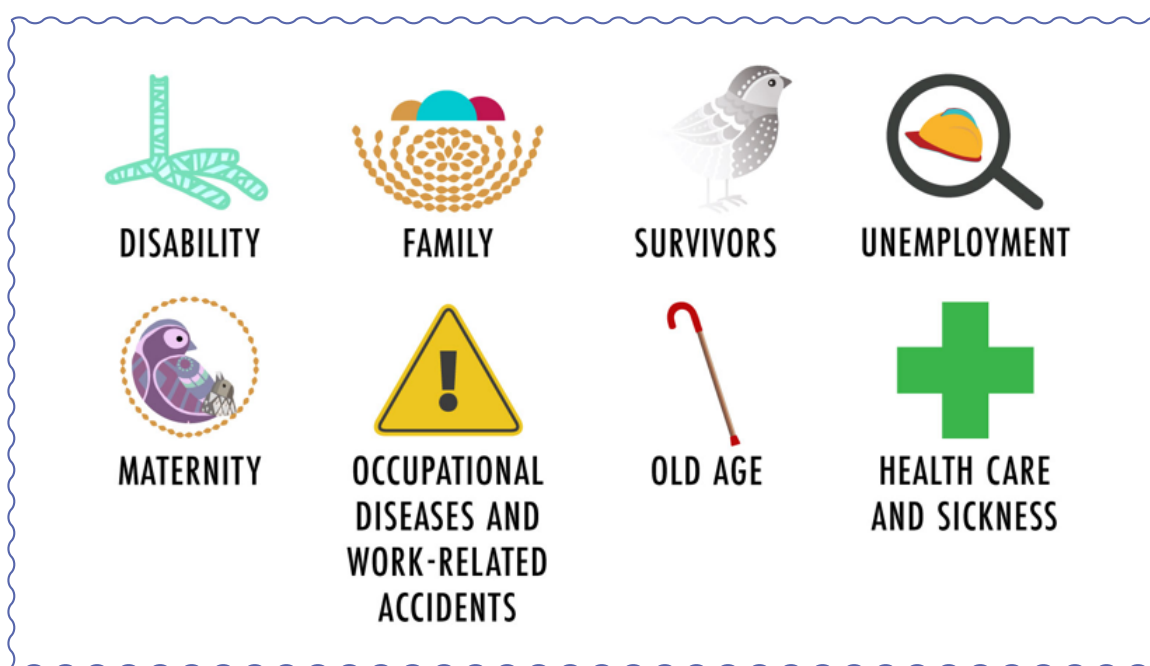 DISABILITY
FAMILY
SURVIVORS
UNEMPLOYMENT
MATERNITY
OCCUPATIONAL
DISEASES AND
WORK-RELATED
ACCIDENTS
OLD AGE
HEALTH CARE
AND SICKNESS